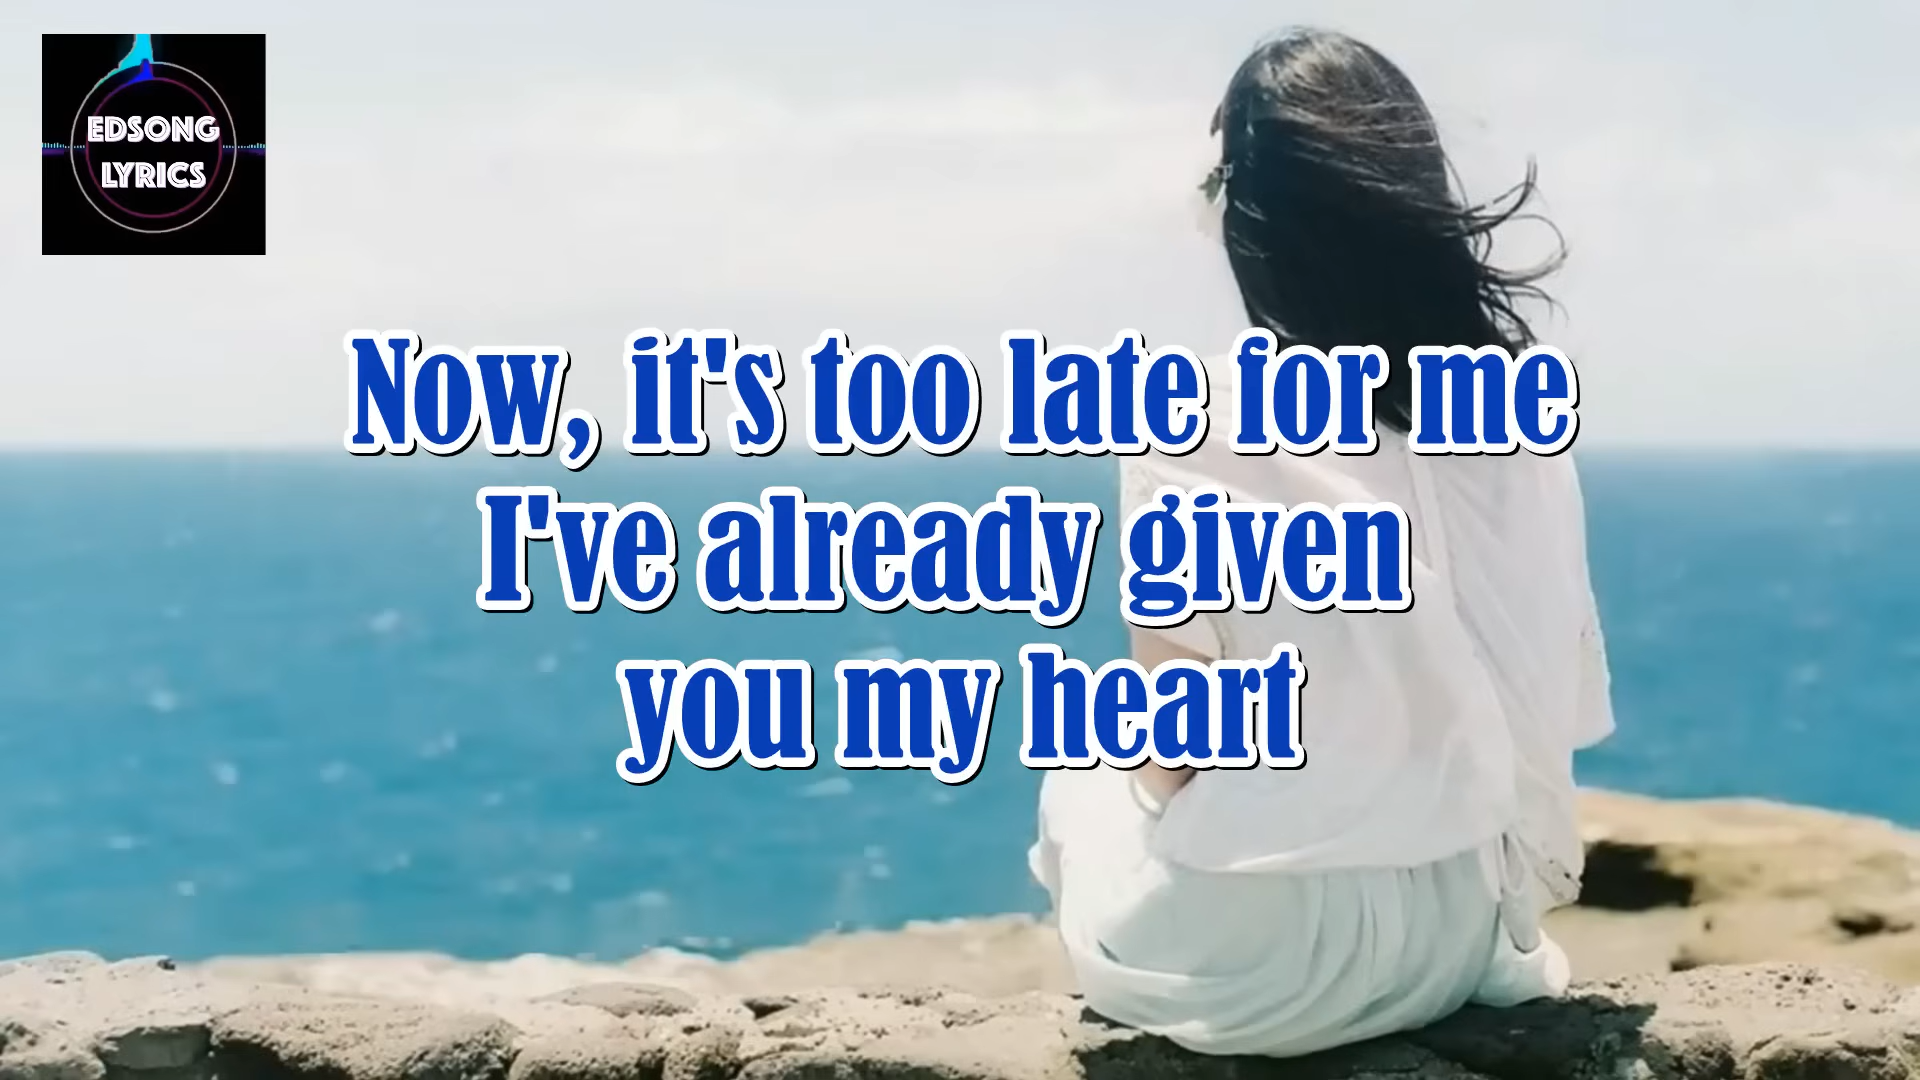 EDSONG
LYRICS
Now, it's too late for me
I've already given
you my heart